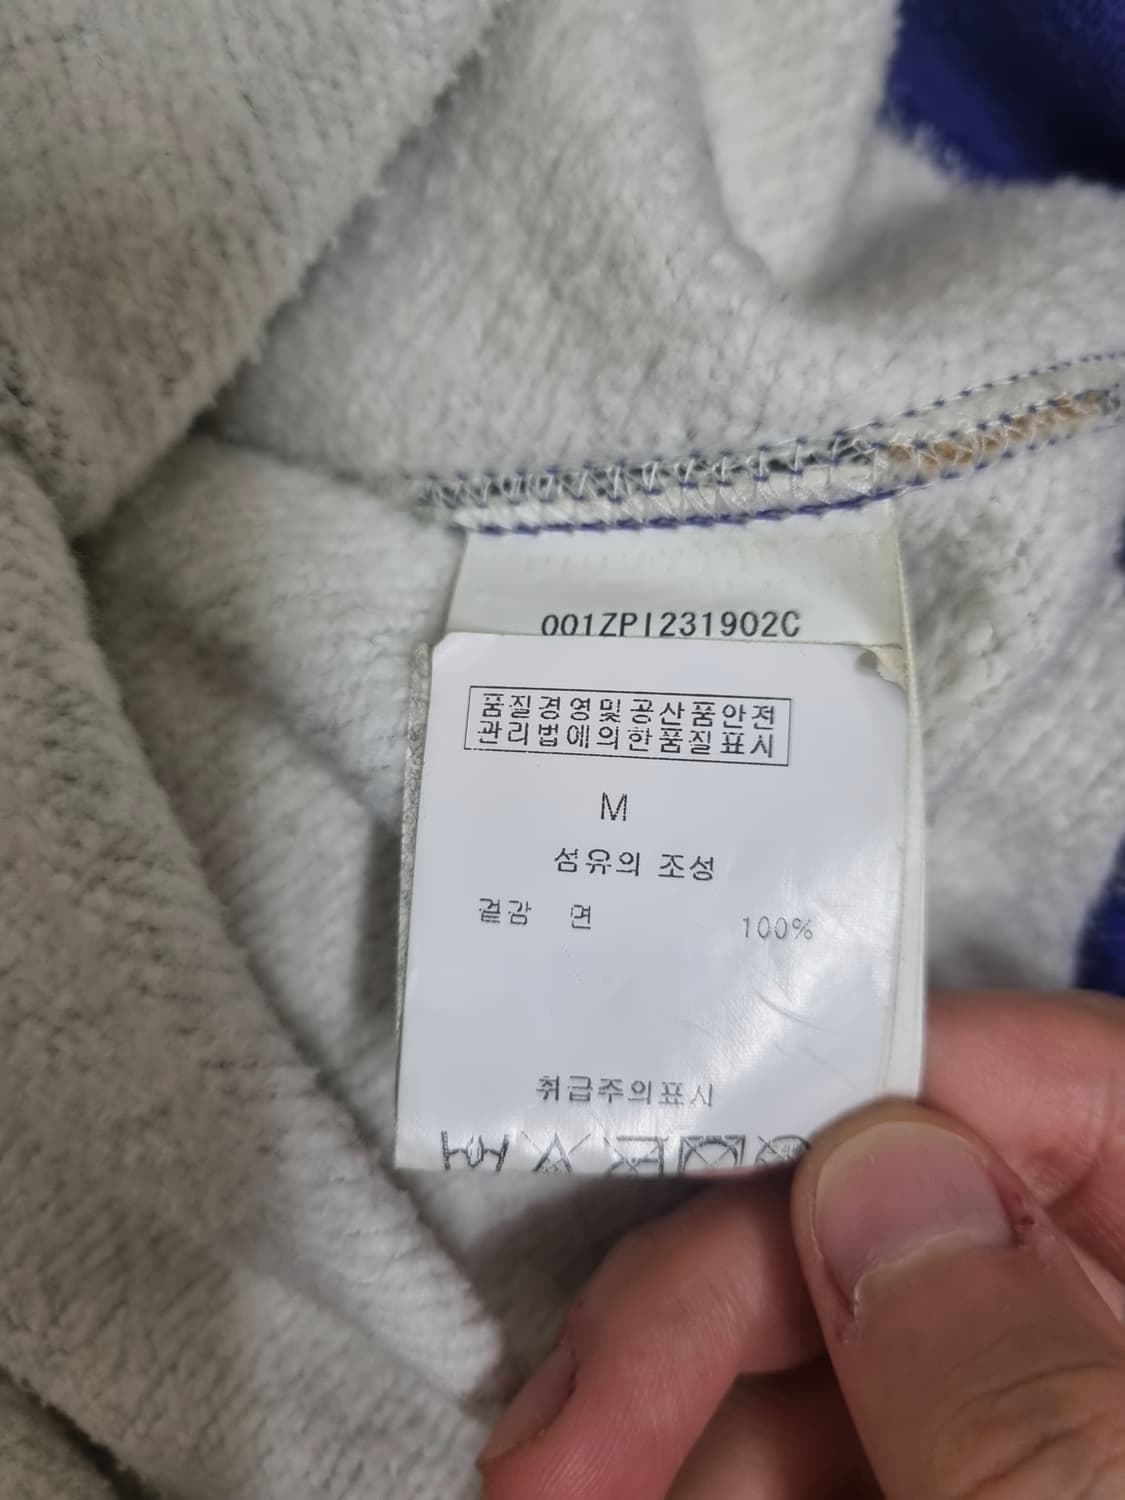 001ZPI231902C
품질경영및공산품안전
관리법에의한품질표시
M
섬유의 조성
겉감 면 100%
취급주의표시